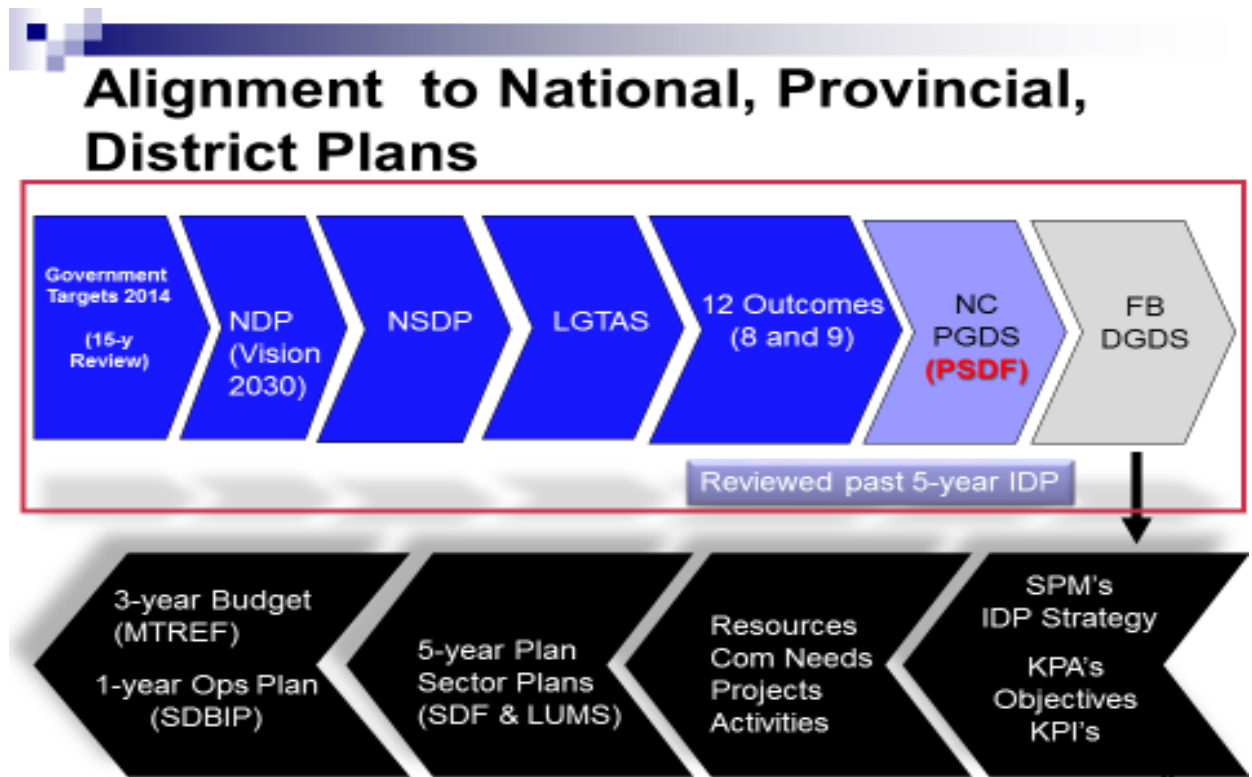 Alignment to National, Provincial,
District Plans
Government
Targets 2014
(15-y
Review)
NDP
(Vision
2030)
NSDP
LGTAS
12 Outcomes
(8 and 9)
NC
PGDS
(PSDF)
FB
DGDS
Reviewed past 5-year IDP
3-year Budget
(MTREF)
1-year Ops Plan
(SDBIP)
5-year Plan
Sector Plans
(SDF & LUMS)
Resources
Com Needs
Projects
Activities
SPM's
IDP Strategy
KPA's
Objectives
KPI's